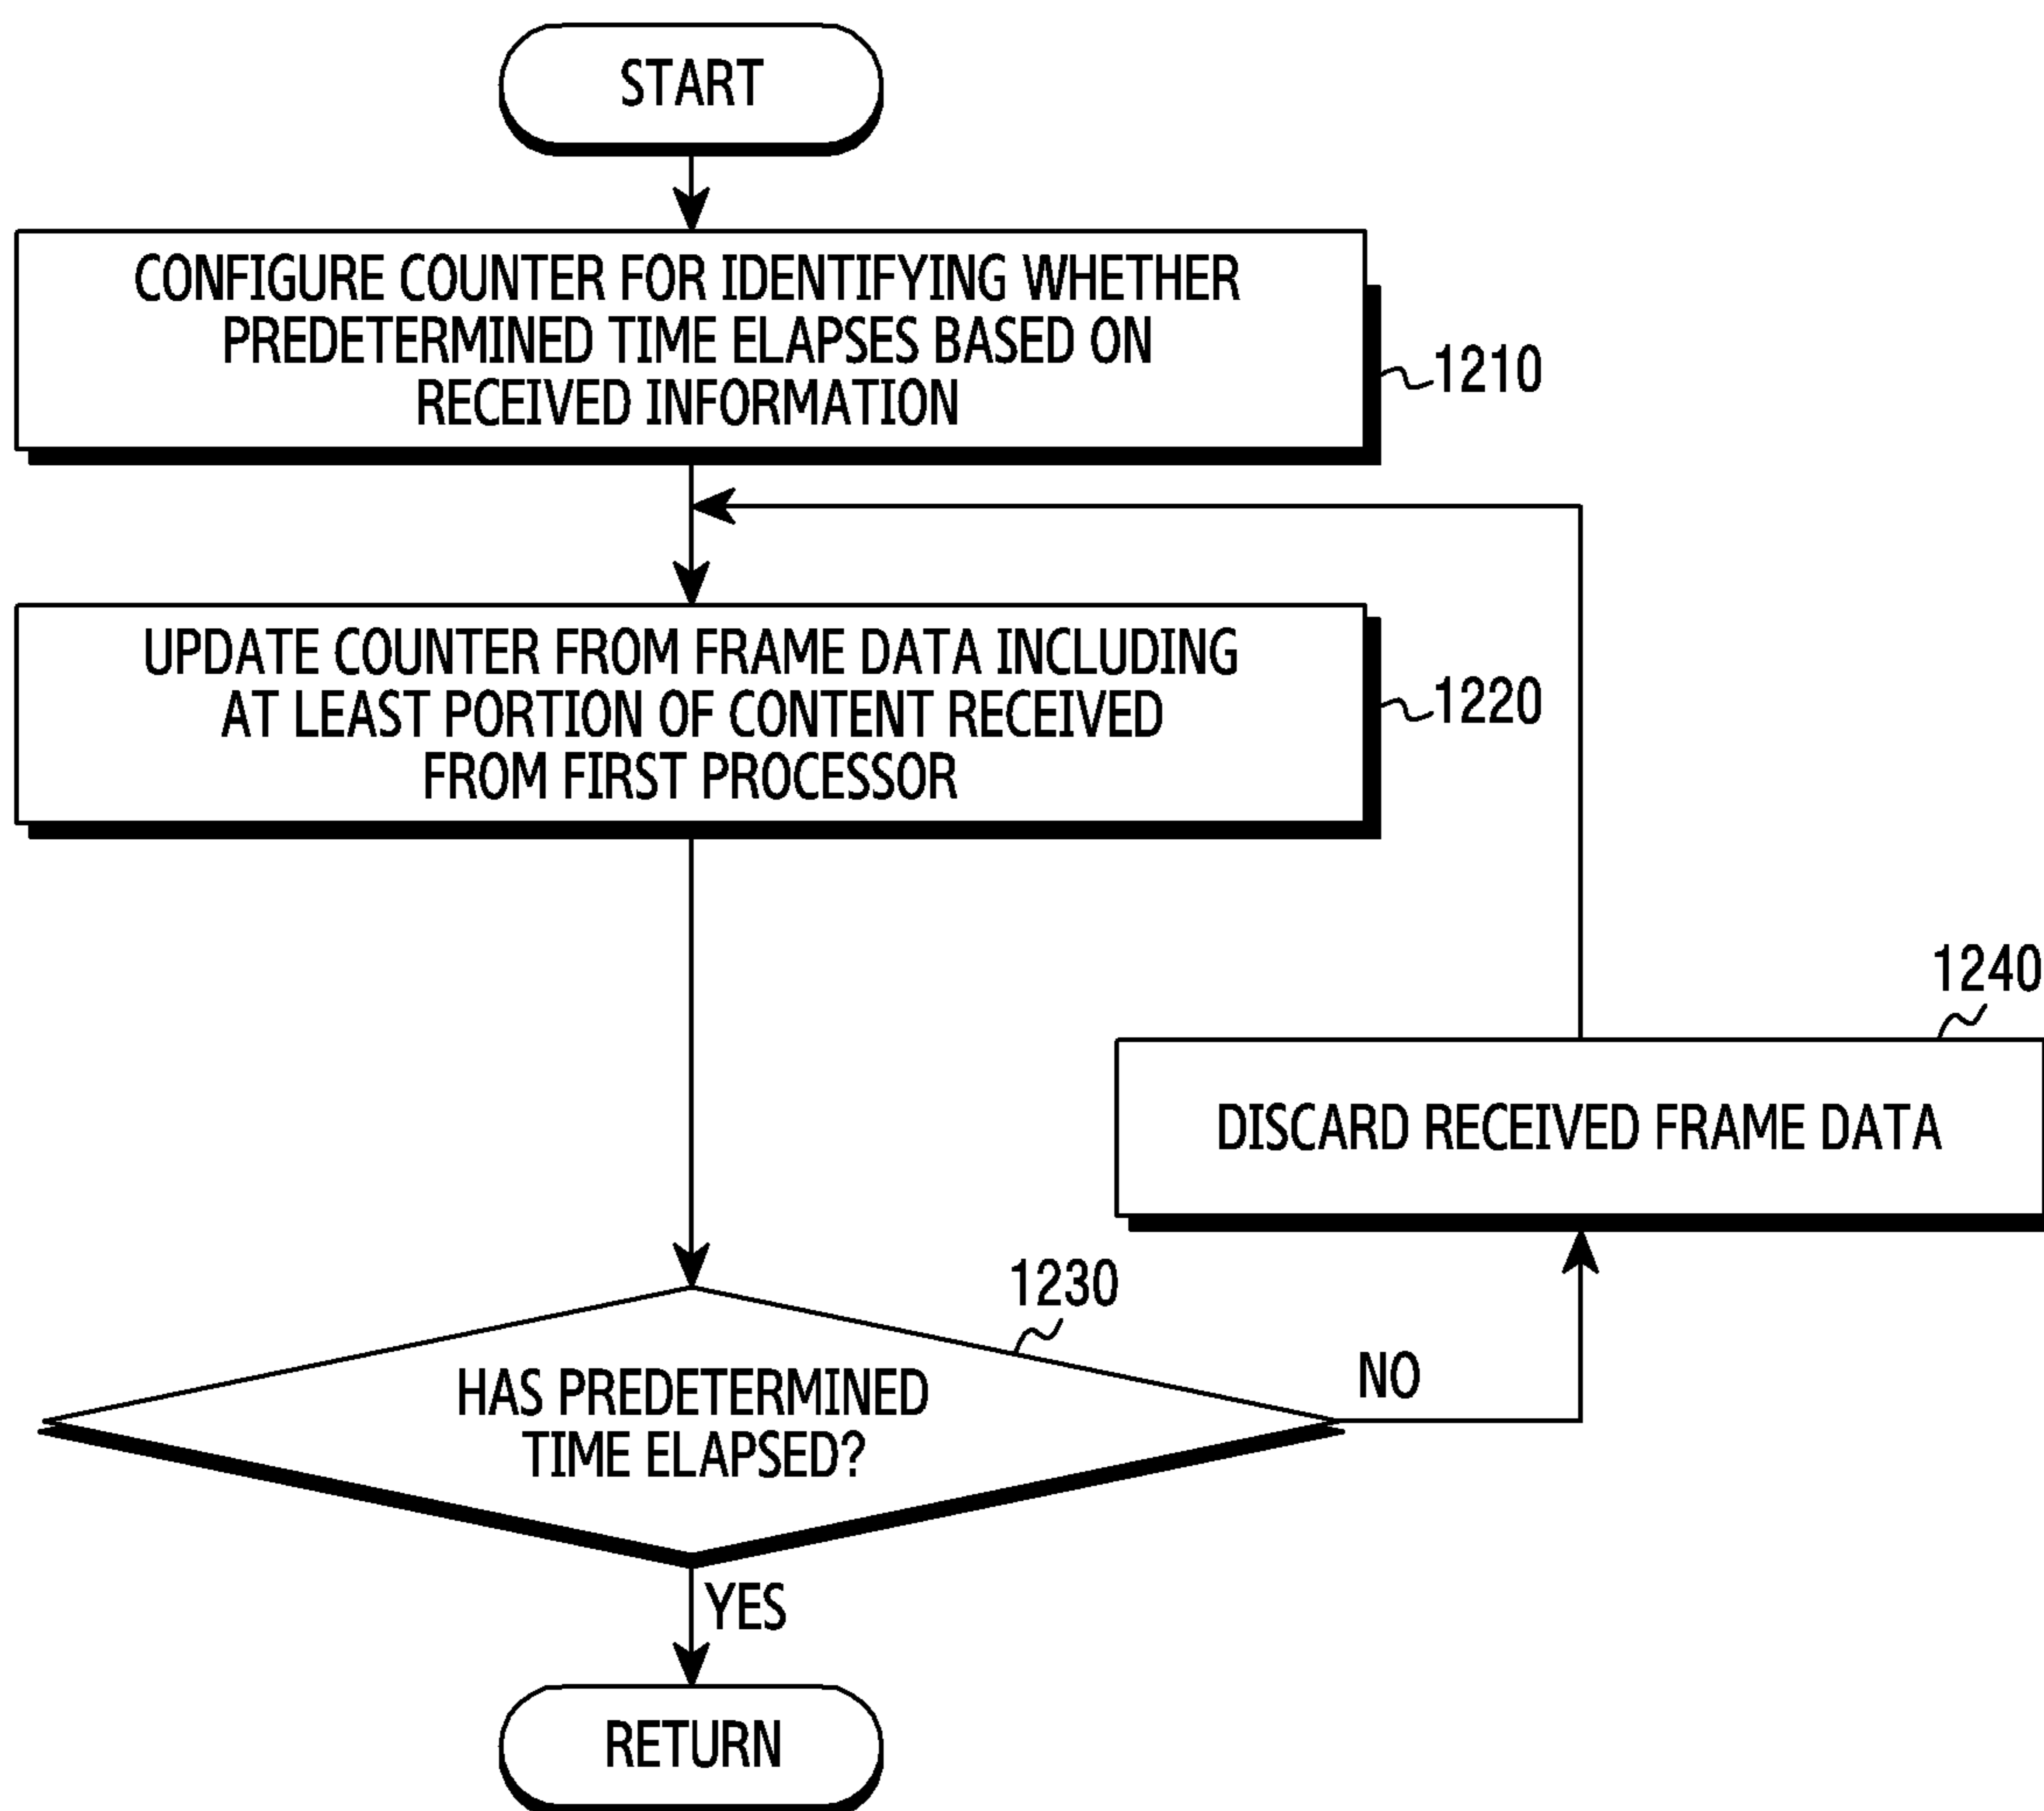 START
CONFIGURE COUNTER FOR IDENTIFYING WHETHER
PREDETERMINED TIME ELAPSES BASED ON
RECEIVED INFORMATION
1210
UPDATE COUNTER FROM FRAME DATA INCLUDING
AT LEAST PORTION OF CONTENT RECEIVED
FROM FIRST PROCESSOR
1220
1240
DISCARD RECEIVED FRAME DATA
1230
HAS PREDETERMINED
TIME ELAPSED?
NO
YES
RETURN